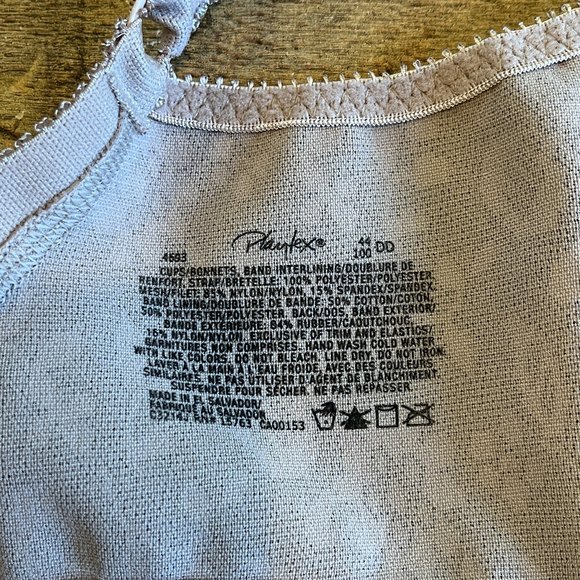 4693 Playtex® 44 100 DD
CUPS/BONNETS, BAND INTERLINING/DOUBLURE DE
RENFORT, STRAP/BRETELLE: 100% POLYESTER/POLYESTER
MESH/FILET: 85% NYLON/NYLON, 15% SPANDEX/SPANDEX.
BAND LINING/DOUBLURE DE BANDE: 50% COTTON/COTON,
50% POLYESTER/POLYESTER BACK/DOS, BAND EXTERIOR/
BANDE EXTERIEURE: 84% RUBBER/CAOUTCHOUC,
NYLON/NYLON. EXCLUSIVE OF TRIM AND ELASTICS/
GARNITURE NON COMPRISES. HAND WASH COLD WATER
WITH LIKE COLORS. DO NOT BLEACH. LINE DRY. DO NOT IRON.
LAVER A LA MAIN A L'EAU FROIDE, AVEC DES COULEURS
SIMILAIRES. NE PAS UTILISER D'AGENT DE BLANCHIMENT
SUSPENDRE POUR SÉCHER. NE PAS REPASSER
MADE IN EL SALVADOR/
FABRIQUE AU SALVADOR
RN# 15763 CA00153